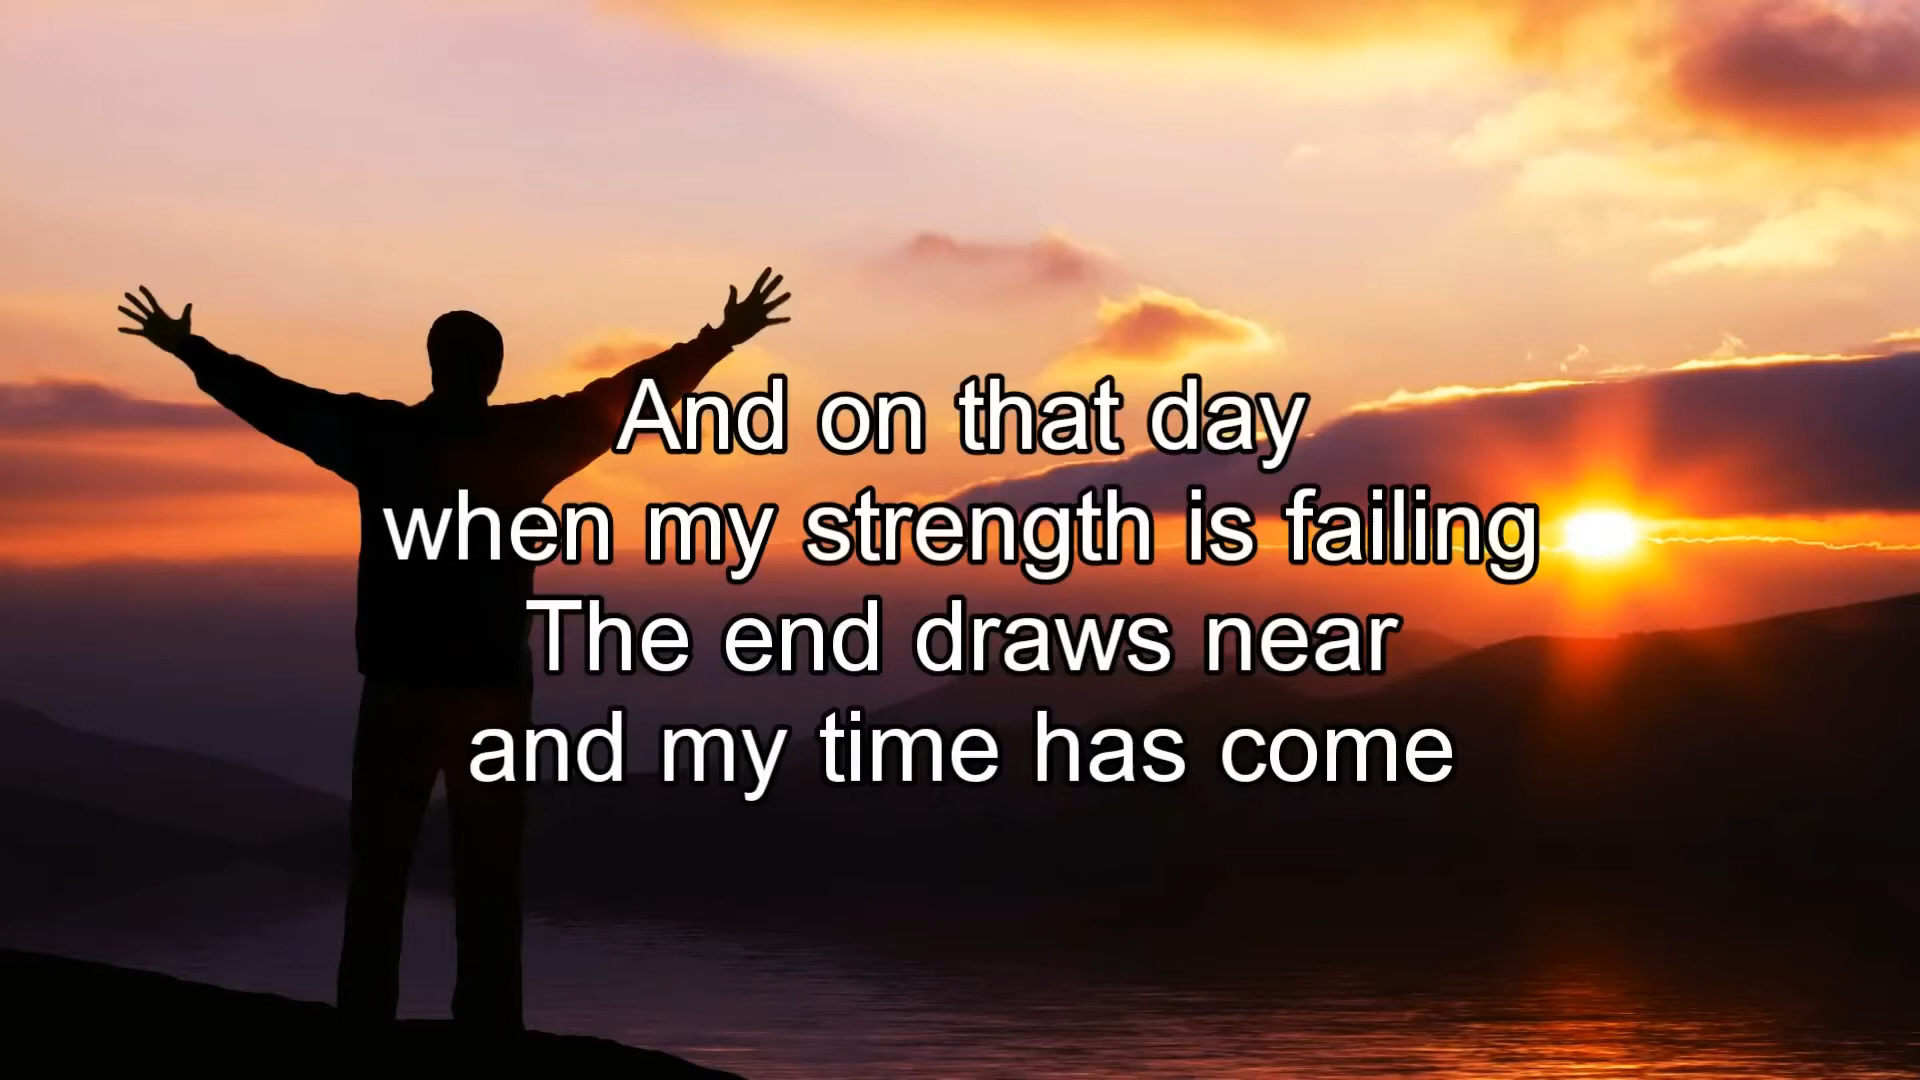 And on that day
when my strength is failing
The end draws near
and my time has come